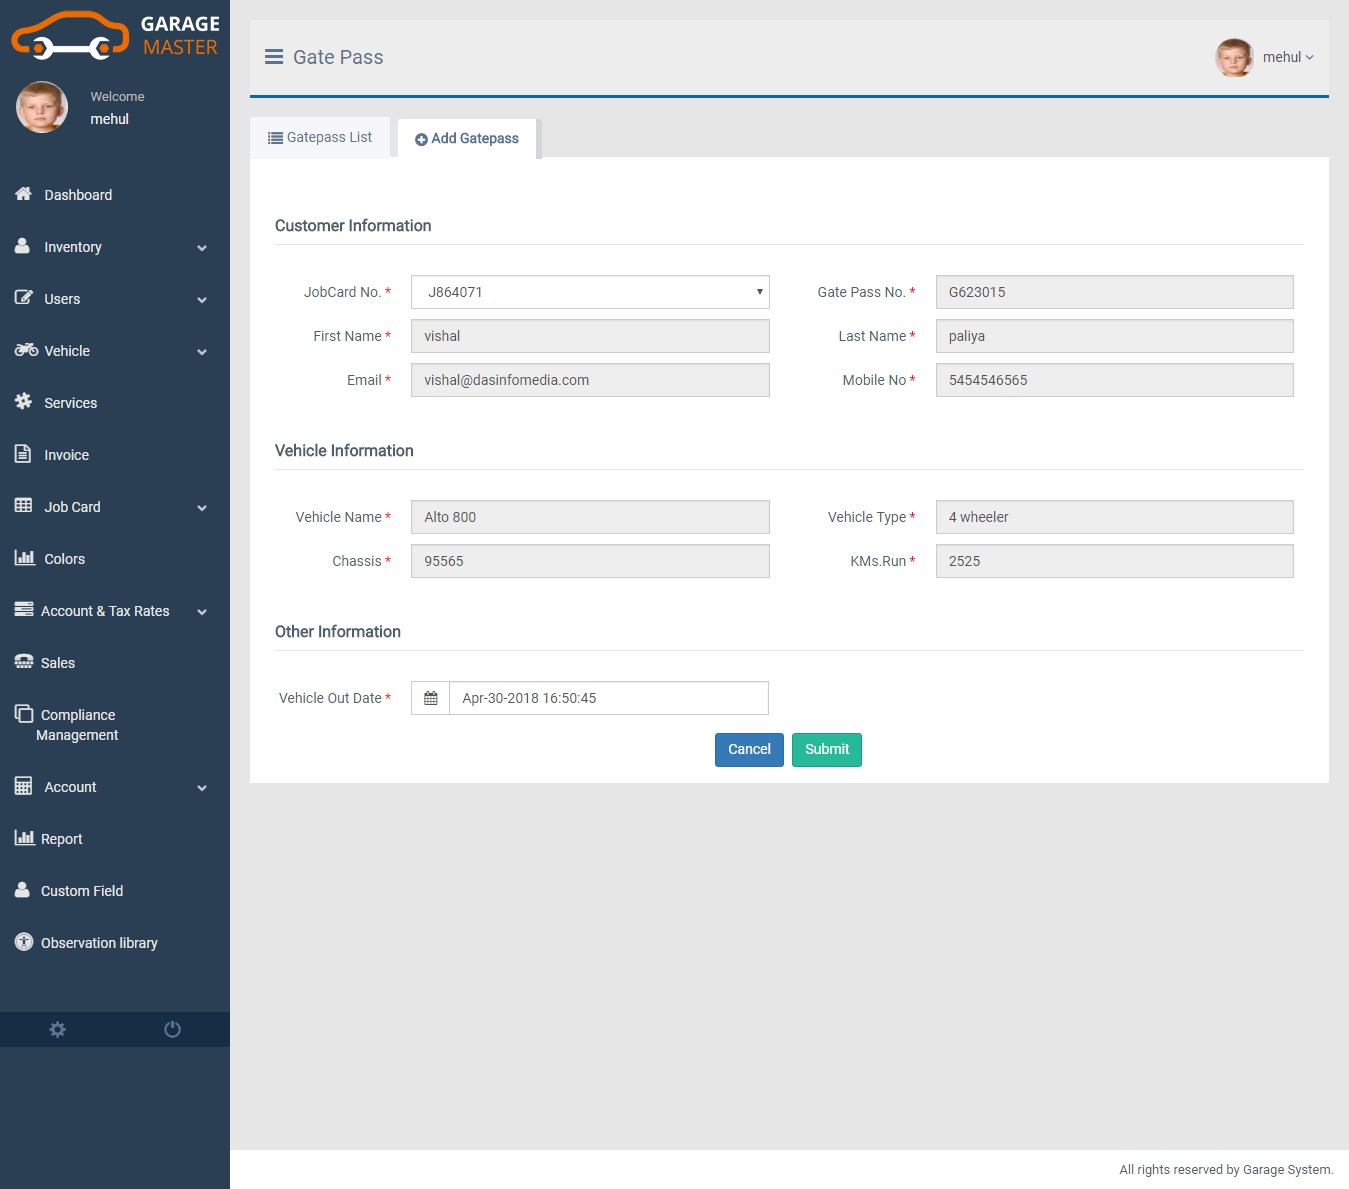 GARAGE
MASTER
Welcome
mehul
Dashboard
Inventory
Users
Vehicle
Services
Invoice
Job Card
Colors
Account & Tax Rates
Sales
Compliance
Management
Account
Report
Custom Field
Observation library
Gate Pass
mehul
Gatepass List
Add Gatepass
Customer Information
JobCard No. * J864071
Gate Pass No. * G623015
First Name * vishal
Last Name * paliya
Email * vishal@dasinfomedia.com
Mobile No * 5454546565
Vehicle Information
Vehicle Name * Alto 800
Vehicle Type * 4 wheeler
Chassis * 95565
KMs.Run * 2525
Other Information
Vehicle Out Date * Apr-30-2018 16:50:45
Cancel
Submit
All rights reserved by Garage System.